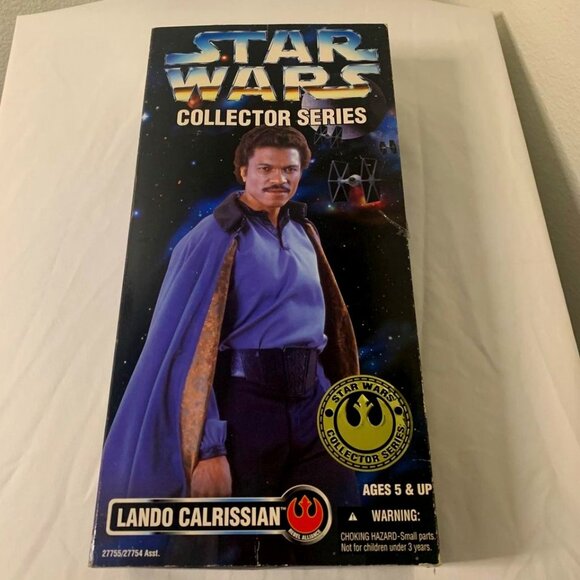 STAR
WARS
COLLECTOR SERIES
STAR WARS
COLLECTOR SERIES
AGES 5 & UP
LANDO CALRISSIAN™
REBEL ALLIANCE
⚠ WARNING:
CHOKING HAZARD-Small parts.
Not for children under 3 years.
27755/27754 Asst.